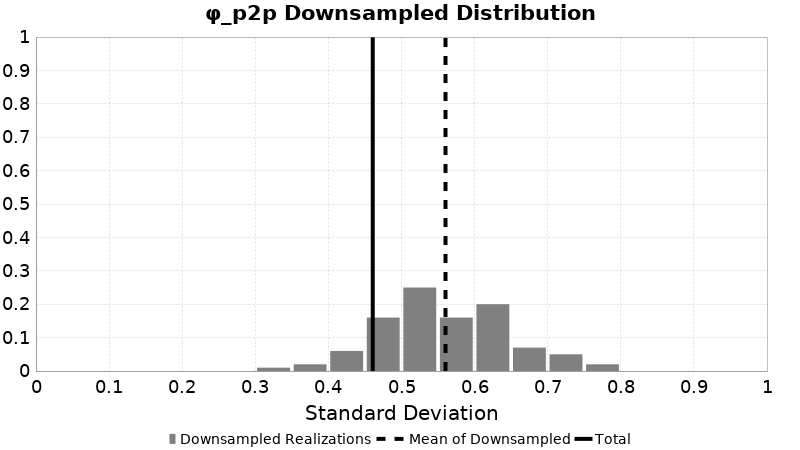 φ_p2p Downsampled Distribution
1
0.9
0.8
0.7
0.6
0.5
0.4
0.3
0.2
0.1
0
0 0.1 0.2 0.3 0.4 0.5 0.6 0.7 0.8 0.9 1
Standard Deviation
Downsampled Realizations Mean of Downsampled Total